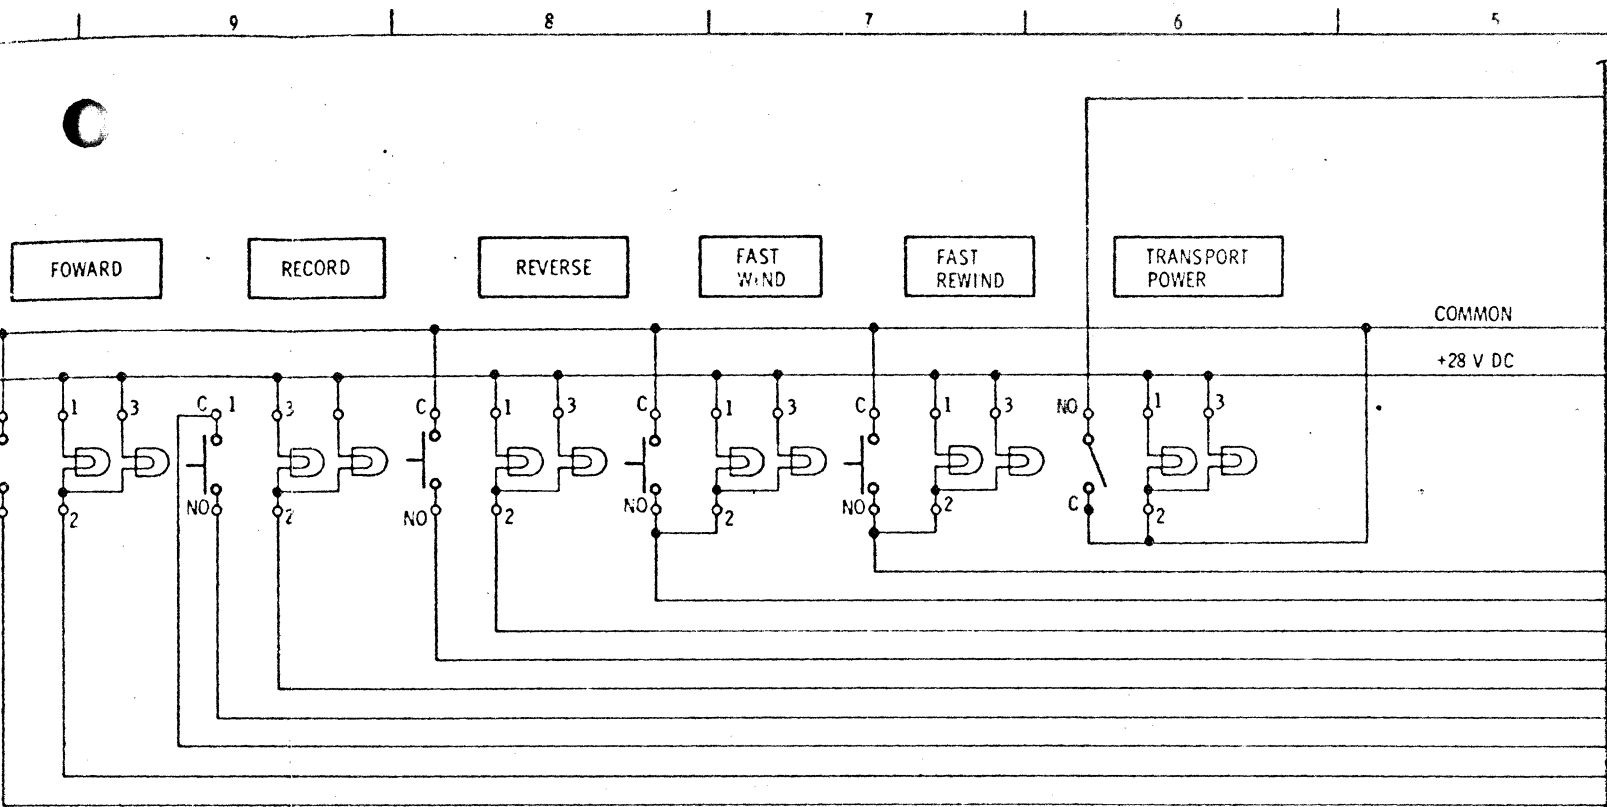 9 8 7 6 5
FOWARD
RECORD
REVERSE
FAST
WIND
FAST
REWIND
TRANSPORT
POWER
COMMON
+28 V DC
1 3 C 1 3 C 1 3 C 1 3 C 1 3 NO 1 3
2 NO 2 NO 2 NO 2 NO 2 C 2